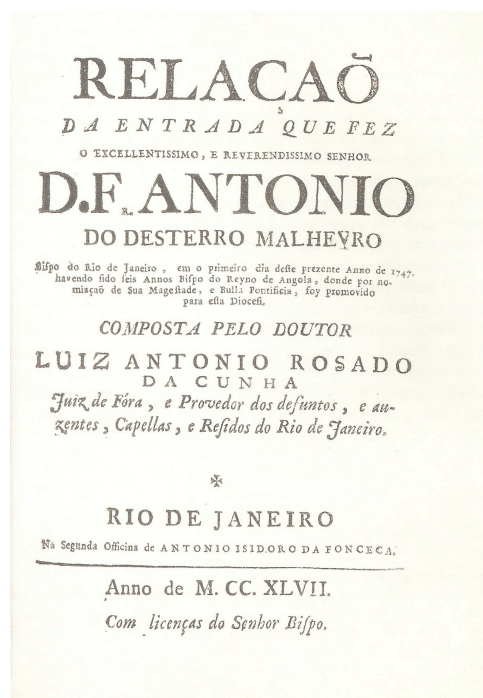 RELAÇAÕ
DA ENTRADA QUE FEZ
O EXCELLENTISSIMO, E REVERENDISSIMO SENHOR
D.FR. ANTONIO
DO DESTERRO MALHEYRO
Biſpo do Rio de Janeiro, em o primeiro dia deſte prezente Anno de 1747.
havendo ſido ſeis Annos Biſpo do Reyno de Angola, donde por no-
miaçaõ de Sua Mageſtade, e Bulla Pontificia, foy promovido
para eſta Dioceſi.
COMPOSTA PELO DOUTOR
LUIZ ANTONIO ROSADO
DA CUNHA
Juiz de Fóra, e Provedor dos defuntos, e au-
zentes, Capellas, e Reſidos do Rio de Janeiro.
✠
RIO DE JANEIRO
Na Segunda Officina de ANTONIO ISIDORO DA FONCECA.
Anno de M. CC. XLVII.
Com licenças do Senhor Biſpo.